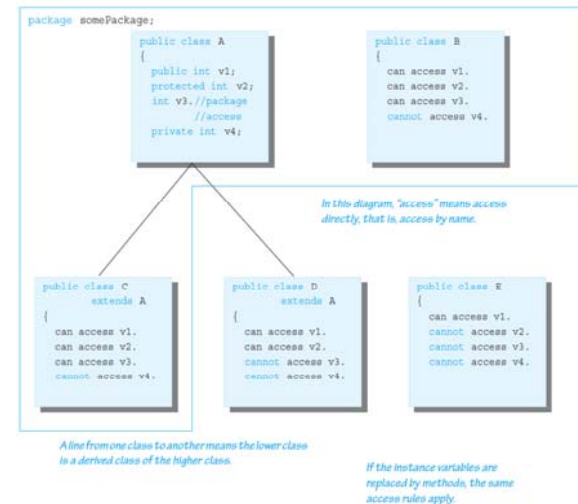 package somePackage;
public class A
{
public int v1;
protected int v2;
int v3.//package
//access
private int v4;
public class B
{
can access v1.
can access v2.
can access v3.
cannot access v4.
In this diagram, "access" means access
directly, that is, access by name.
public class C
extends A
{
can access v1.
can access v2.
can access v3.
cannot access v4.
public class D
extends A
{
can access v1.
can access v2.
cannot access v3.
cannot access v4.
public class E
{
can access v1.
cannot access v2.
cannot access v3.
cannot access v4.
A line from one class to another means the lower class
is a derived class of the higher class.
If the instance variables are
replaced by methods, the same
access rules apply.